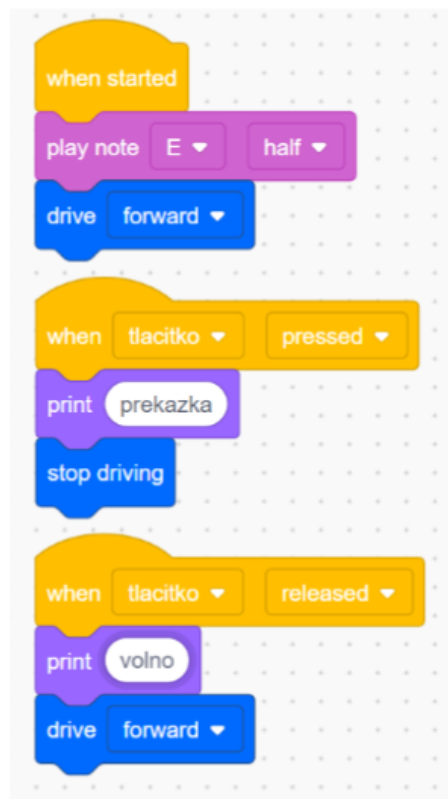 when started
play note E half
drive forward
when tlacitko pressed
print prekazka
stop driving
when tlacitko released
print volno
drive forward